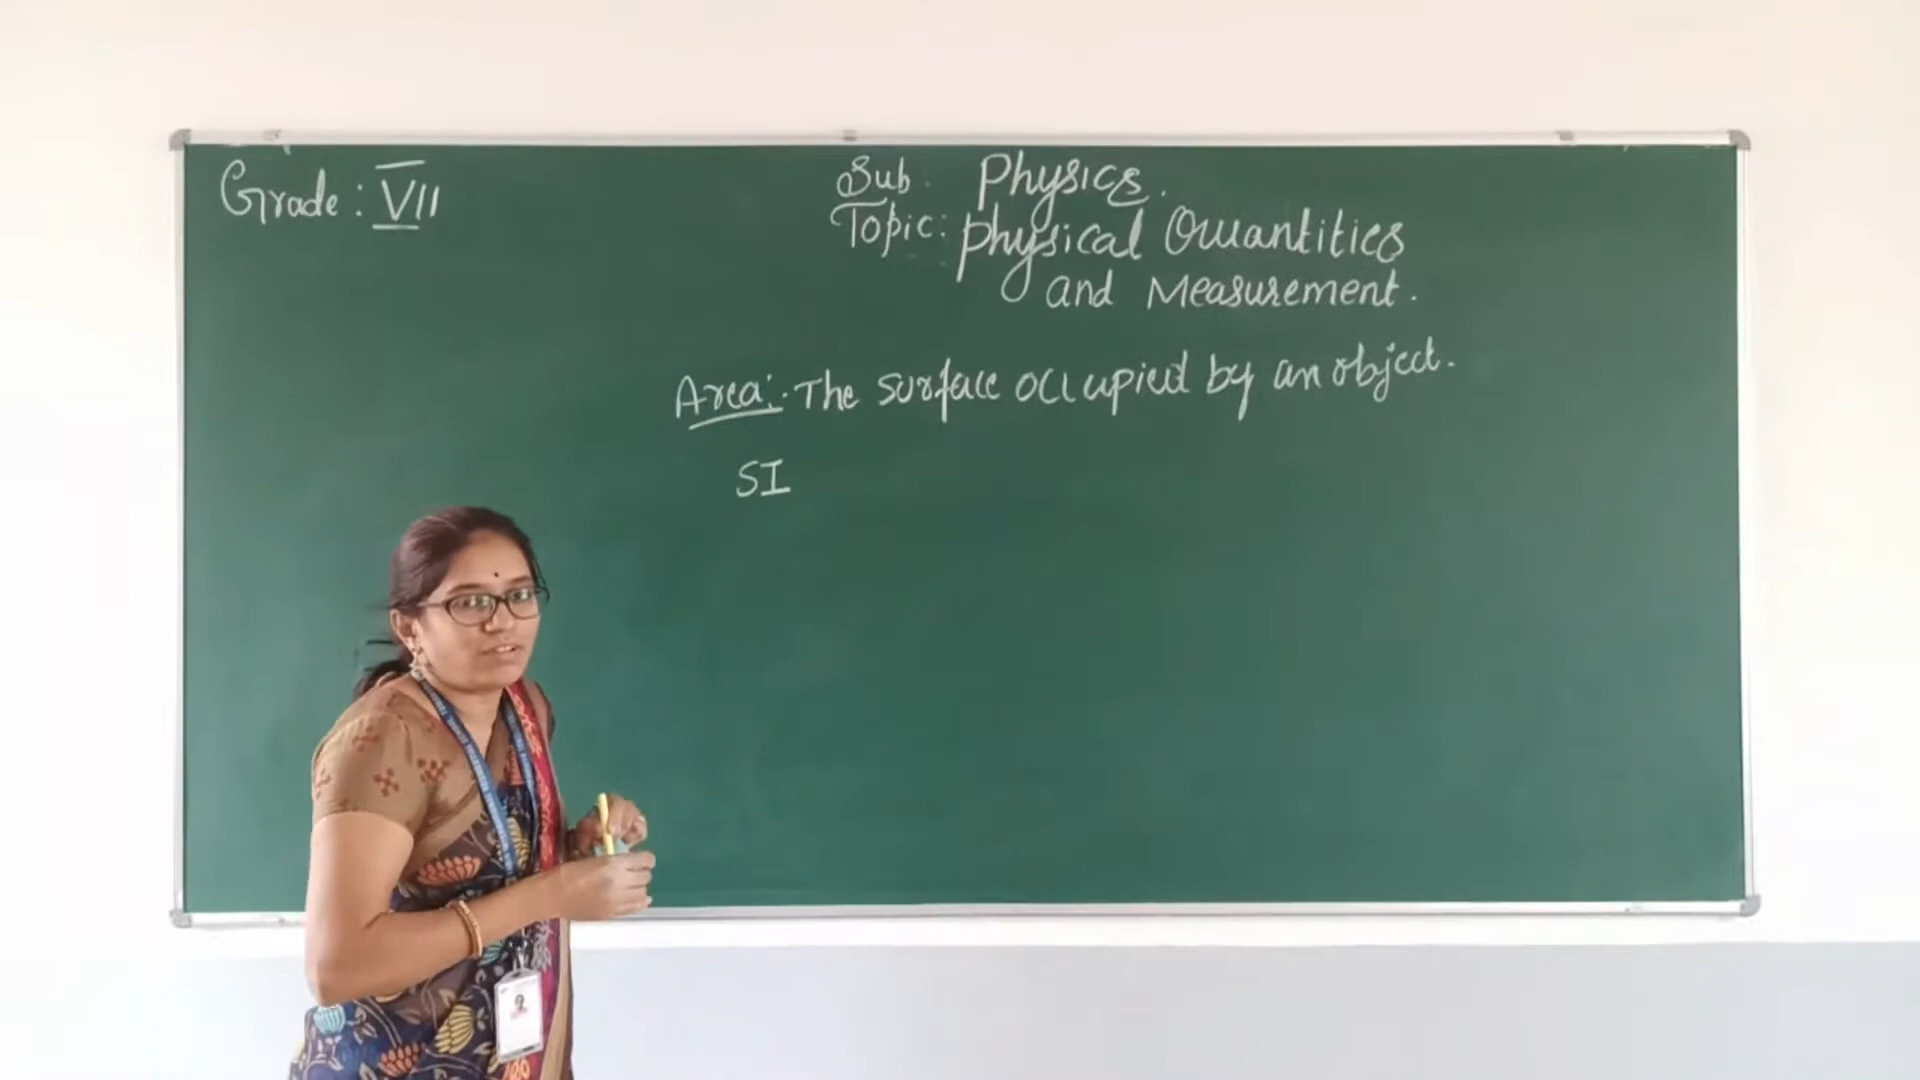 Grade: VII
Sub. Physics.
Topic: Physical Quantities
and Measurement.
Area:- The surface occupied by an object.
SI